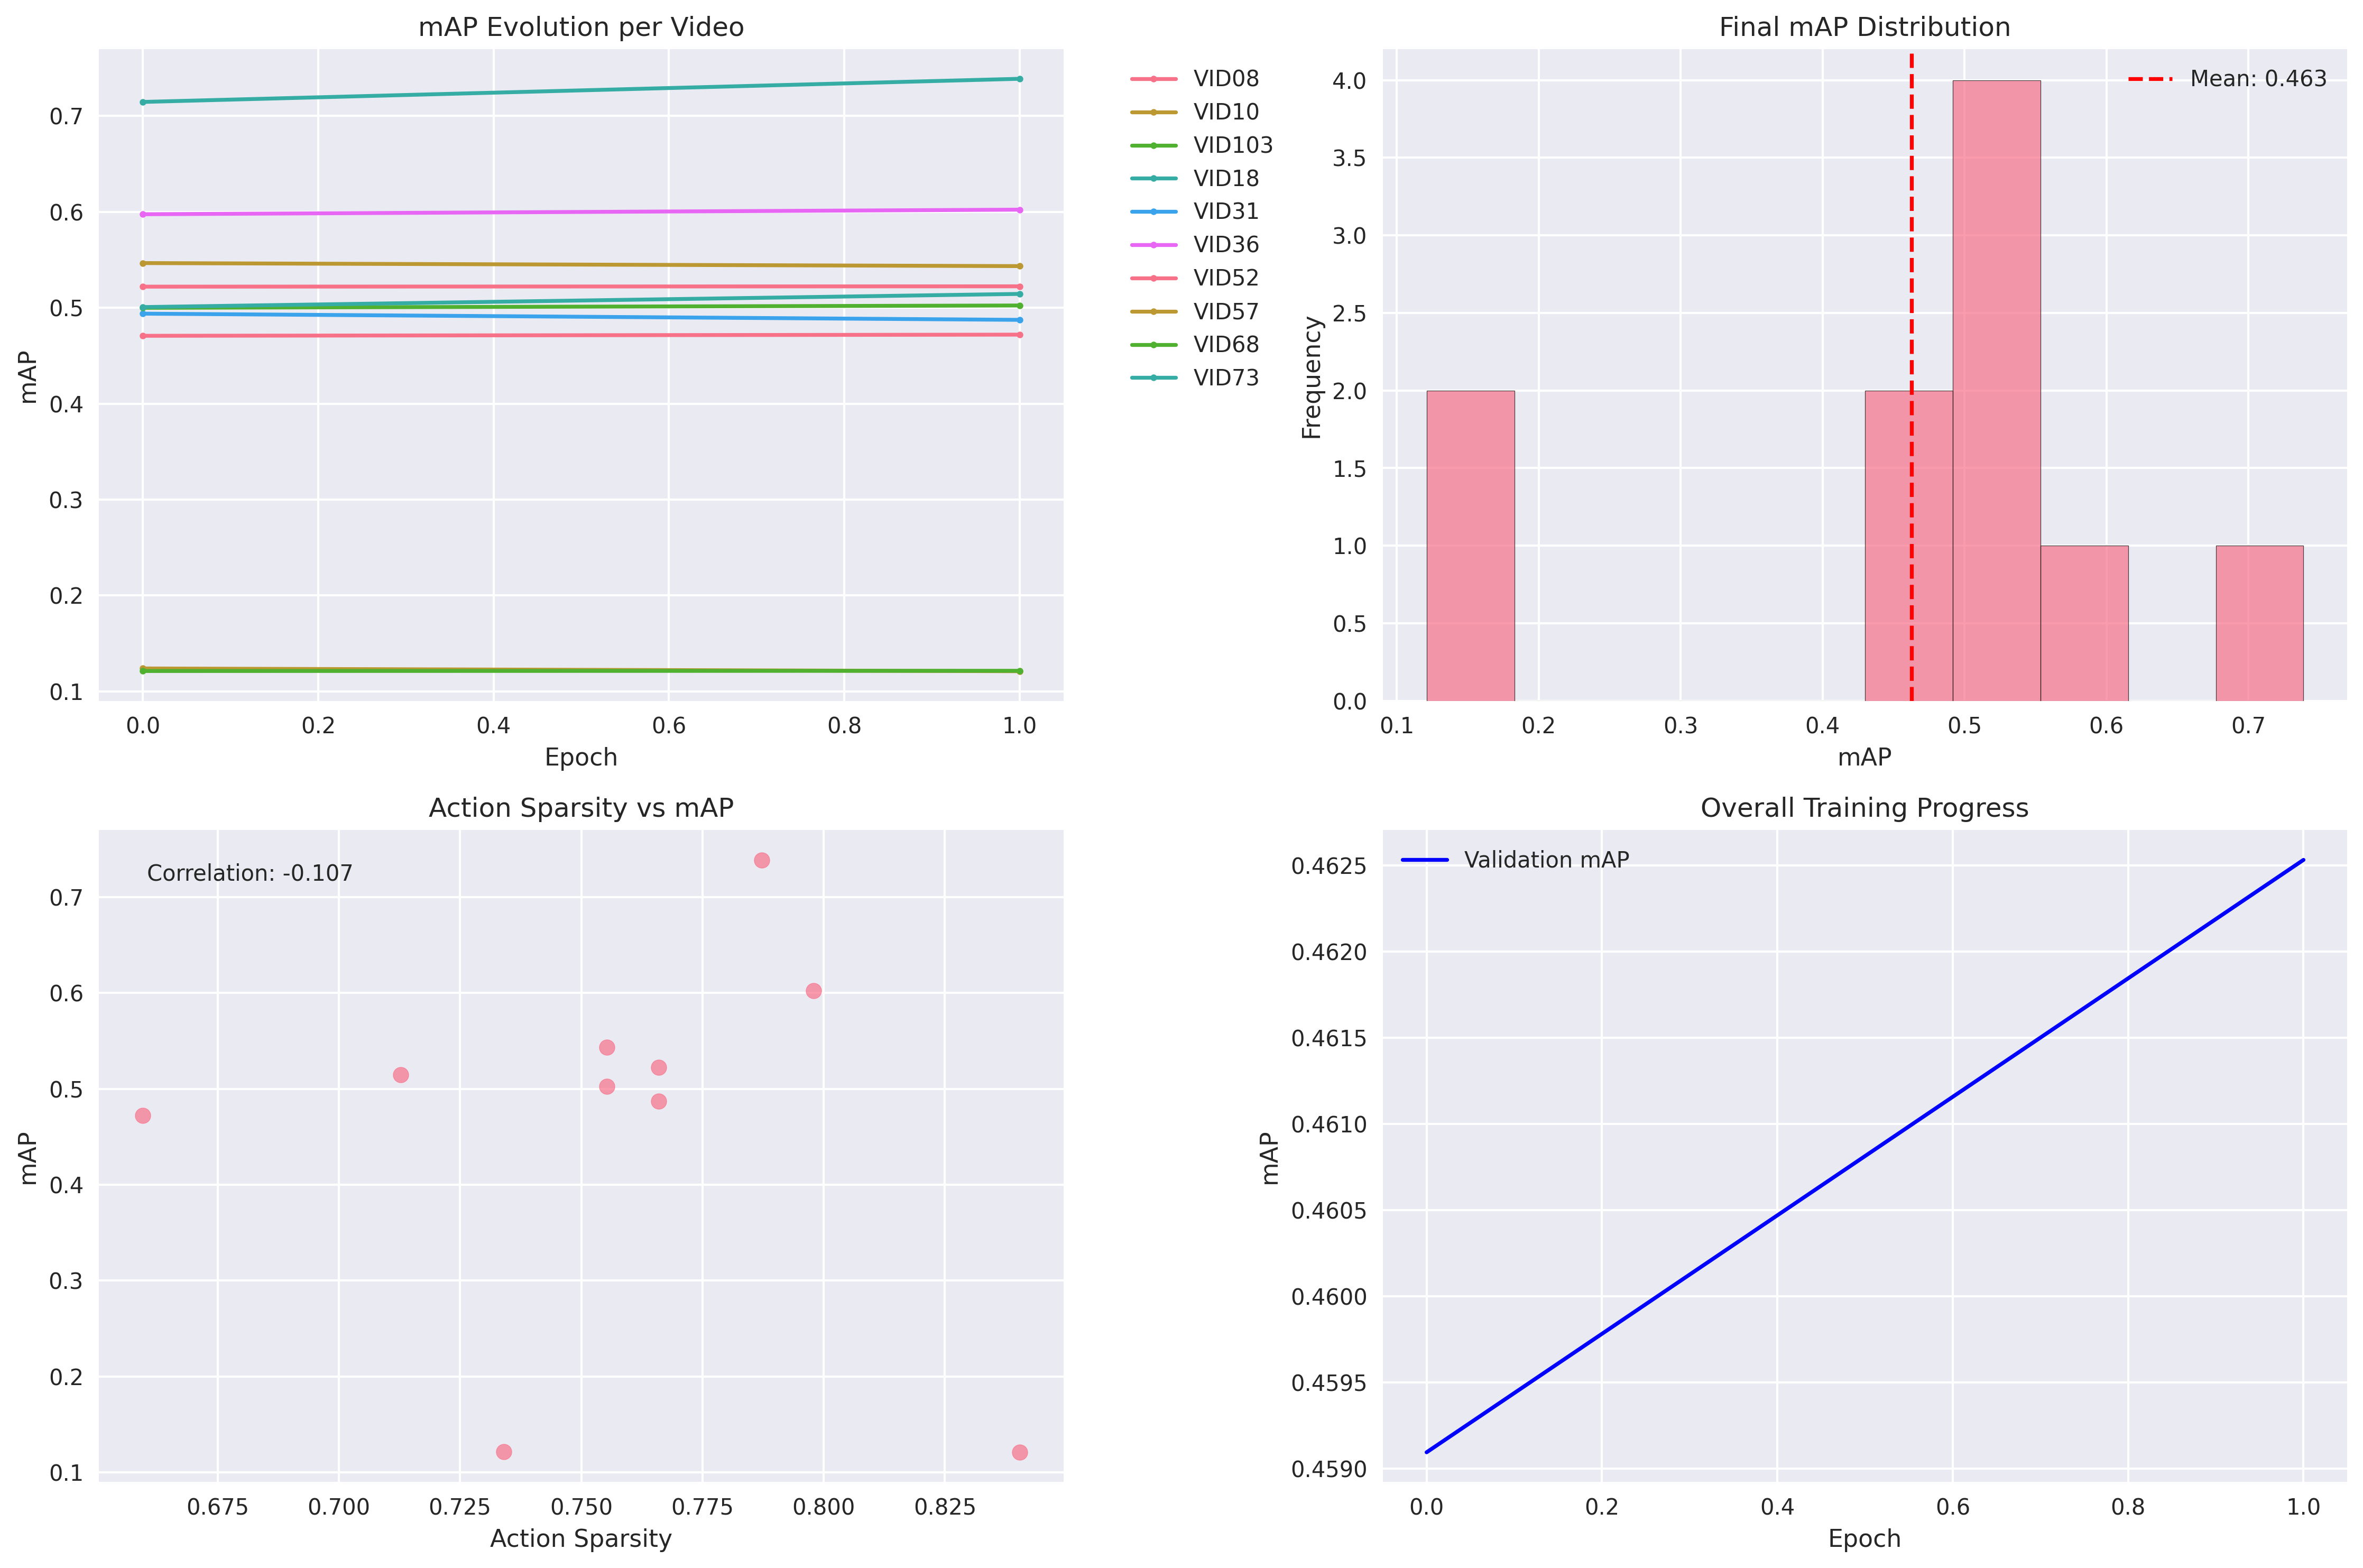 mAP Evolution per Video
mAP
0.7
0.6
0.5
0.4
0.3
0.2
0.1
0.0 0.2 0.4 0.6 0.8 1.0
Epoch
VID08
VID10
VID103
VID18
VID31
VID36
VID52
VID57
VID68
VID73
Final mAP Distribution
Mean: 0.463
Frequency
4.0
3.5
3.0
2.5
2.0
1.5
1.0
0.5
0.0
0.1 0.2 0.3 0.4 0.5 0.6 0.7
mAP
Action Sparsity vs mAP
Correlation: -0.107
mAP
0.7
0.6
0.5
0.4
0.3
0.2
0.1
0.675 0.700 0.725 0.750 0.775 0.800 0.825
Action Sparsity
Overall Training Progress
Validation mAP
mAP
0.4625
0.4620
0.4615
0.4610
0.4605
0.4600
0.4595
0.4590
0.0 0.2 0.4 0.6 0.8 1.0
Epoch